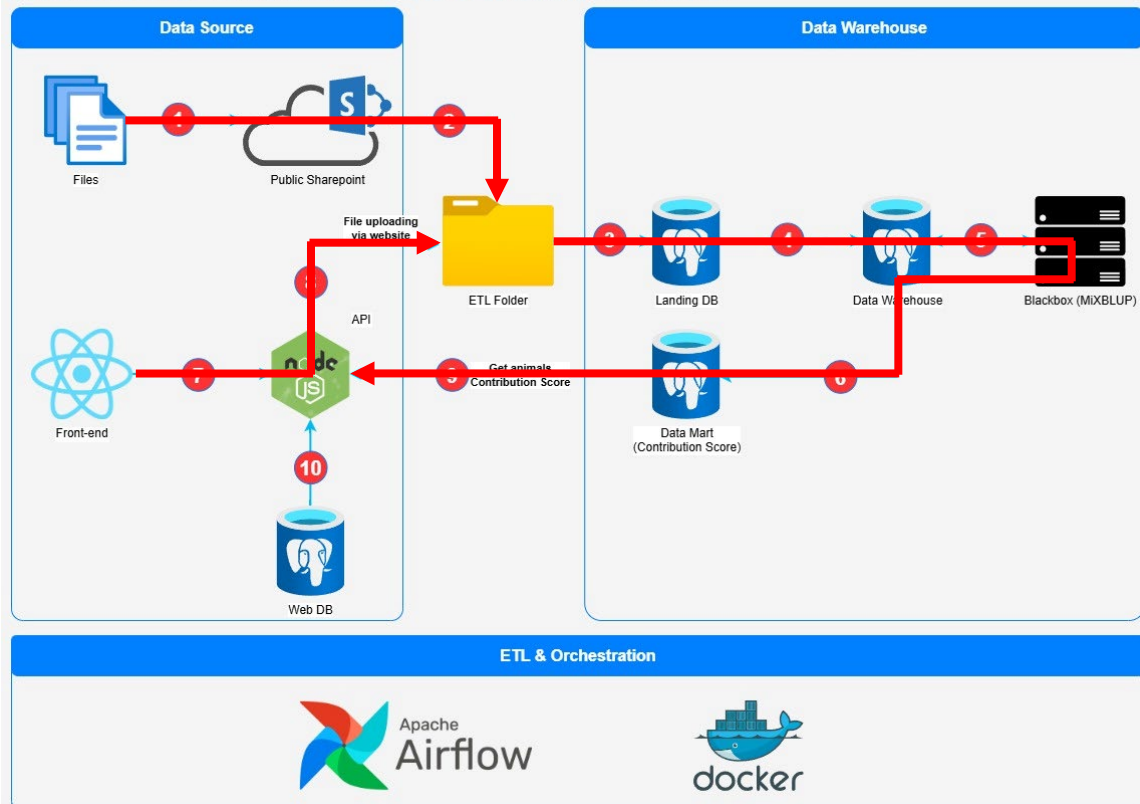 Data Source
Data Warehouse
1
2
S
Files
Public Sharepoint
File uploading
via website
3
4
5
ETL Folder
Landing DB
Data Warehouse
Blackbox (MiXBLUP)
8
API
node
JS
7
9
Get animals
Contribution Score
6
Front-end
Data Mart
(Contribution Score)
10
Web DB
ETL & Orchestration
Apache
Airflow
docker